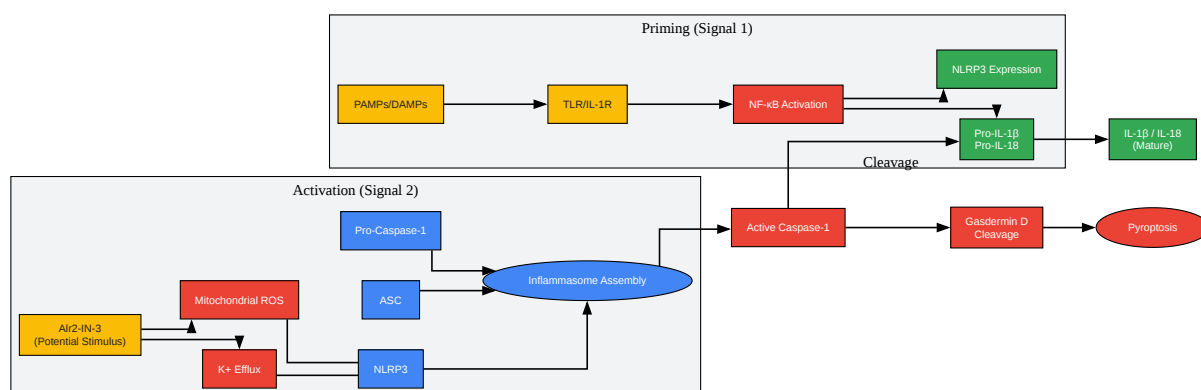 Priming (Signal 1)
NLRP3 Expression
PAMPs/DAMPs
TLR/IL-1R
NF-κB Activation
Pro-IL-1β
Pro-IL-18
IL-1β / IL-18
(Mature)
Cleavage
Activation (Signal 2)
Pro-Caspase-1
Active Caspase-1
Gasdermin D
Cleavage
Pyroptosis
Inflammasome Assembly
Mitochondrial ROS
ASC
Alr2-IN-3
(Potential Stimulus)
K+ Efflux
NLRP3